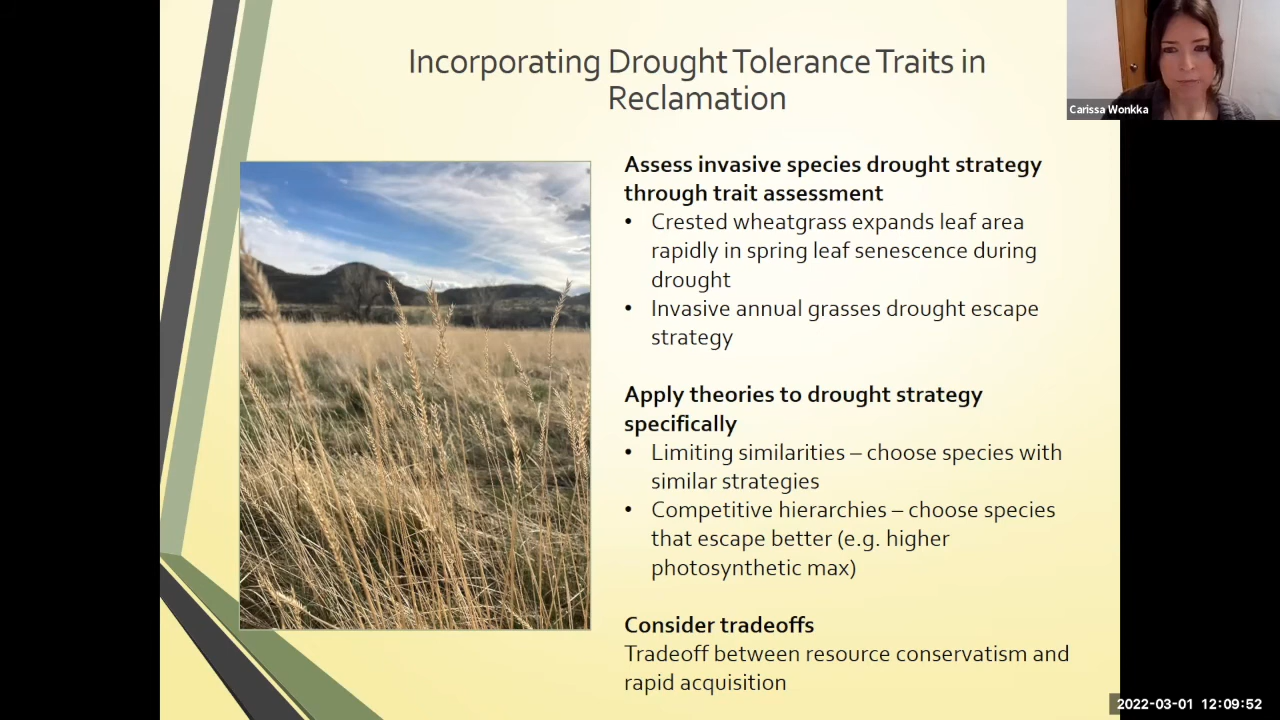 Incorporating Drought Tolerance Traits in
Reclamation
Carissa Wonkka
Assess invasive species drought strategy
through trait assessment
• Crested wheatgrass expands leaf area
rapidly in spring leaf senescence during
drought
• Invasive annual grasses drought escape
strategy
Apply theories to drought strategy
specifically
• Limiting similarities – choose species with
similar strategies
• Competitive hierarchies – choose species
that escape better (e.g. higher
photosynthetic max)
Consider tradeoffs
Tradeoff between resource conservatism and
rapid acquisition
2022-03-01 12:09:52